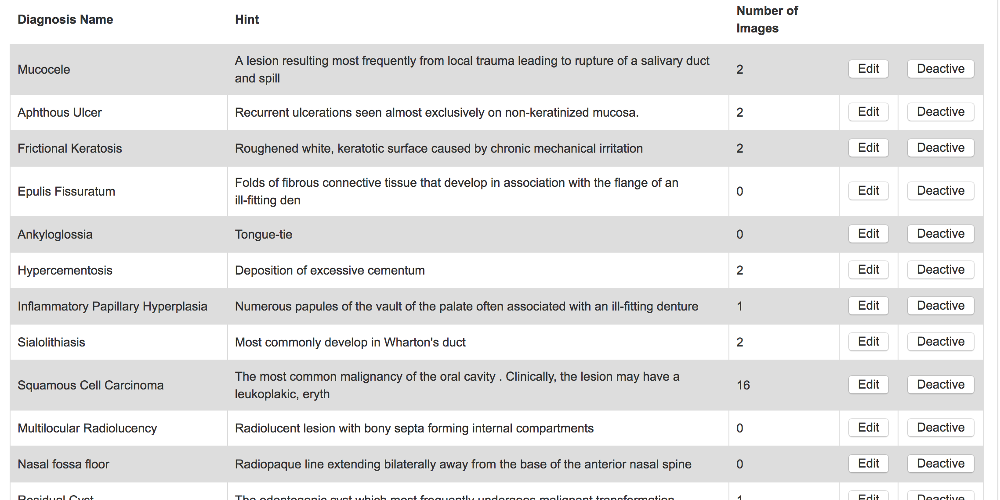 Diagnosis Name Hint Number of
Images
Mucocele A lesion resulting most frequently from local trauma leading to rupture of a salivary duct
and spill 2 Edit Deactive
Aphthous Ulcer Recurrent ulcerations seen almost exclusively on non-keratinized mucosa. 2 Edit Deactive
Frictional Keratosis Roughened white, keratotic surface caused by chronic mechanical irritation 2 Edit Deactive
Epulis Fissuratum Folds of fibrous connective tissue that develop in association with the flange of an
ill-fitting den 0 Edit Deactive
Ankyloglossia Tongue-tie 0 Edit Deactive
Hypercementosis Deposition of excessive cementum 2 Edit Deactive
Inflammatory Papillary Hyperplasia Numerous papules of the vault of the palate often associated with an ill-fitting denture 1 Edit Deactive
Sialolithiasis Most commonly develop in Wharton's duct 2 Edit Deactive
Squamous Cell Carcinoma The most common malignancy of the oral cavity . Clinically, the lesion may have a
leukoplakic, eryth 16 Edit Deactive
Multilocular Radiolucency Radiolucent lesion with bony septa forming internal compartments 0 Edit Deactive
Nasal fossa floor Radiopaque line extending bilaterally away from the base of the anterior nasal spine 0 Edit Deactive
Residual Cyst The odontogenic cyst which most frequently undergoes malignant transformation 1 Edit Deactive